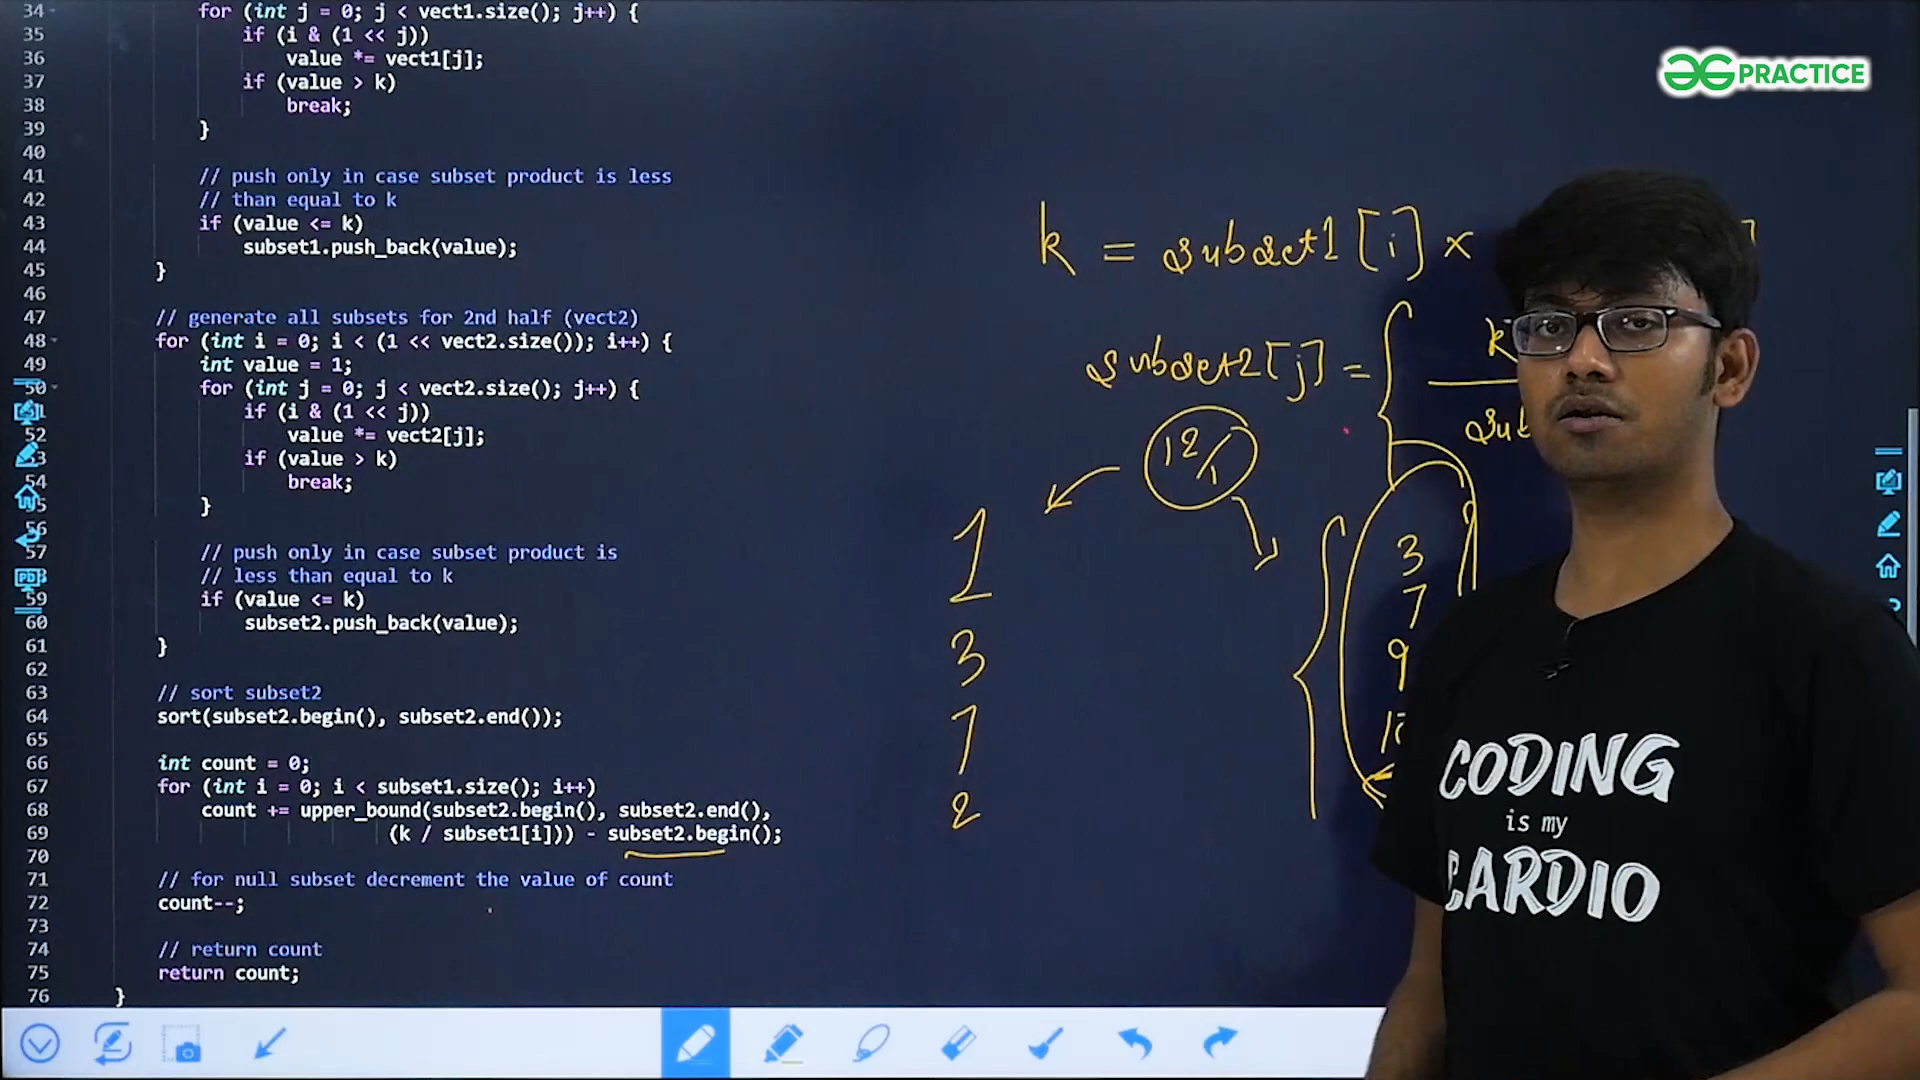 34 for (int j = 0; j < vect1.size(); j++) {
35 if (i & (1 << j))
36 value *= vect1[j];
37 if (value > k)
38 break;
39 }
40
41 // push only in case subset product is less
42 // than equal to k
43 if (value <= k)
44 subset1.push_back(value);
45 }
46
47 // generate all subsets for 2nd half (vect2)
48 for (int i = 0; i < (1 << vect2.size()); i++) {
49 int value = 1;
50 for (int j = 0; j < vect2.size(); j++) {
if (i & (1 << j))
52 value *= vect2[j];
53 if (value > k)
54 break;
}
56
57 // push only in case subset product is
// less than equal to k
59 if (value <= k)
60 subset2.push_back(value);
61 }
62
63 // sort subset2
64 sort(subset2.begin(), subset2.end());
65
66 int count = 0;
67 for (int i = 0; i < subset1.size(); i++)
68 count += upper_bound(subset2.begin(), subset2.end(),
69 (k / subset1[i])) - subset2.begin();
70
71 // for null subset decrement the value of count
72 count--;
73
74 // return count
75 return count;
76 }
PRACTICE
k = subset1[i] ×
]
subset2[j] = { k
sub
12/1
1
3
7
2
3
7
9
CODING
is my
CARDIO